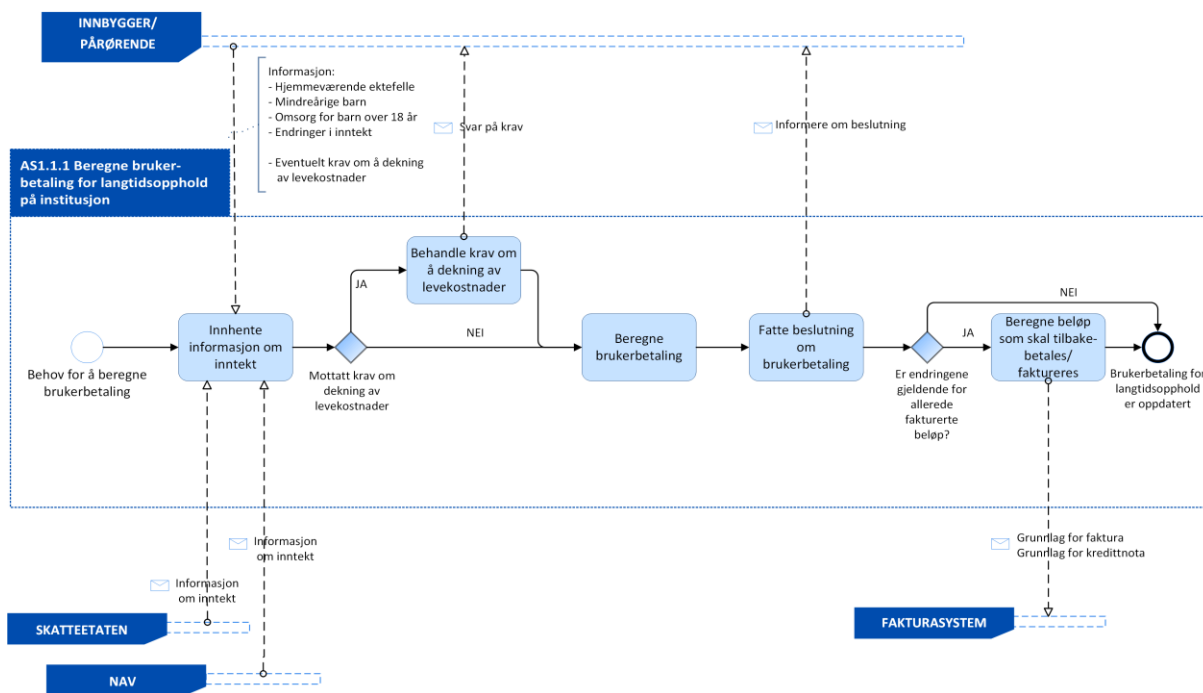 INNBYGGER/
PÅRØRENDE
Informasjon:
- Hjemmeværende ektefelle
- Mindreårige barn
- Omsorg for barn over 18 år
- Endringer i inntekt
- Eventuelt krav om å dekning
av levekostnader
Svar på krav
Informere om beslutning
AS1.1.1 Beregne bruker-
betaling for langtidsopphold
på institusjon
Behandle krav om
å dekning av
levekostnader
JA
NEI
Innhente
informasjon om
inntekt
NEI
Beregne
brukerbetaling
Fatte beslutning
om
brukerbetaling
JA
Beregne beløp
som skal tilbake-
betales/
faktureres
Behov for å beregne
brukerbetaling
Mottatt krav om
dekning av
levekostnader
Er endringene
gjeldende for
allerede
fakturerte
beløp?
Brukerbetaling for
langtidsopphold
er oppdatert
Informasjon
om inntekt
Grunnlag for faktura
Grunnlag for kredittnota
Informasjon
om inntekt
SKATTEETATEN
FAKTURASYSTEM
NAV